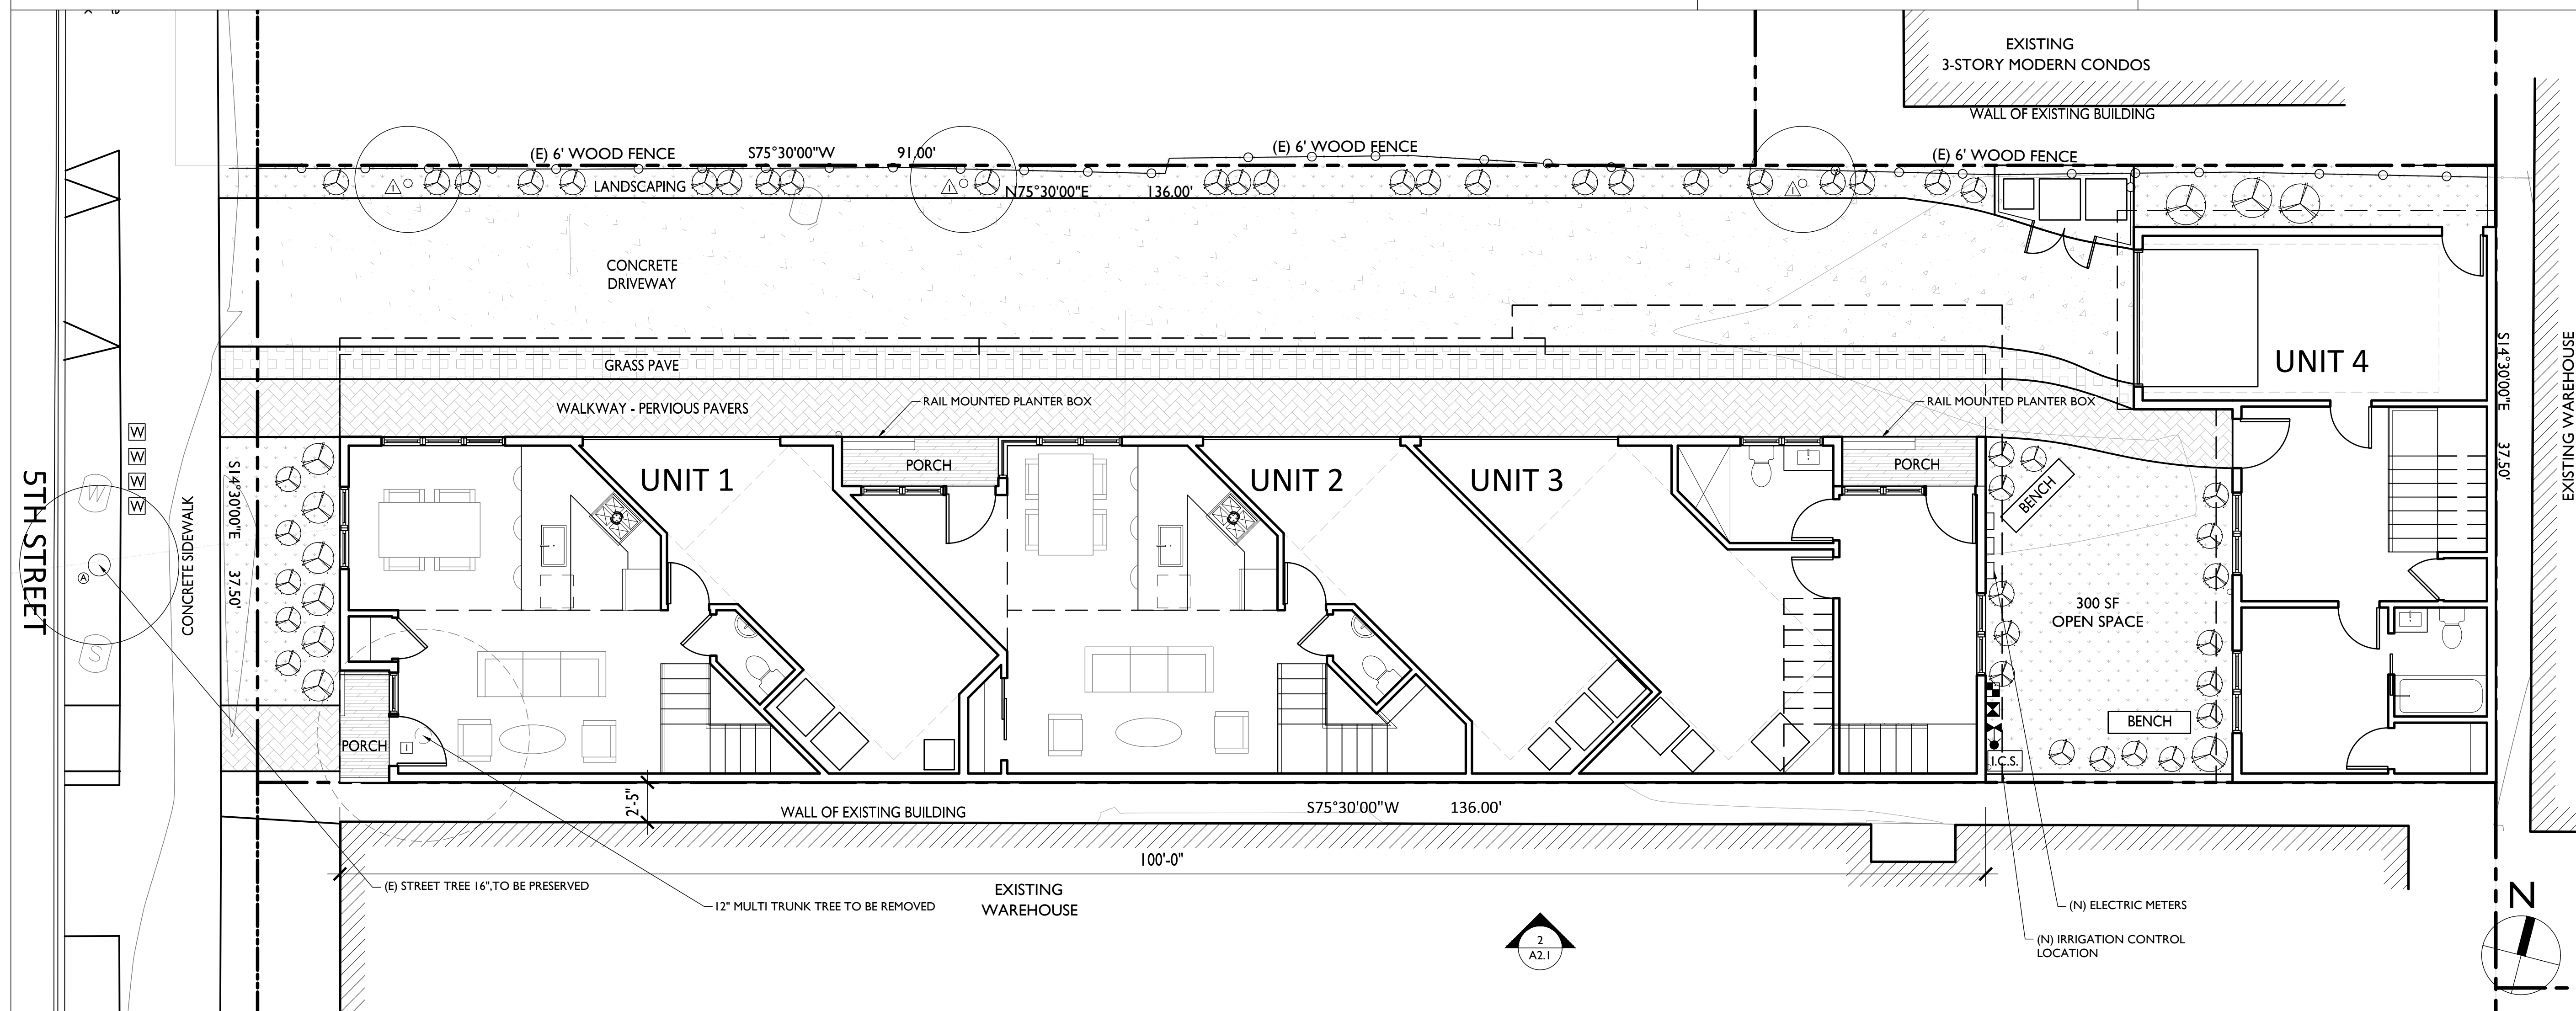 EXISTING
3-STORY MODERN CONDOS
WALL OF EXISTING BUILDING
(E) 6' WOOD FENCE
S75°30'00"W 91.00'
(E) 6' WOOD FENCE
(E) 6' WOOD FENCE
LANDSCAPING
N75°30'00"E 136.00'
CONCRETE
DRIVEWAY
GRASS PAVE
WALKWAY - PERVIOUS PAVERS
RAIL MOUNTED PLANTER BOX
RAIL MOUNTED PLANTER BOX
UNIT 4
S14°30'00"E 37.50'
EXISTING WAREHOUSE
W
W
W
W
W
S
A
5TH STREET
CONCRETE SIDEWALK
S14°30'00"E 37.50'
UNIT 1
PORCH
UNIT 2
UNIT 3
PORCH
BENCH
300 SF
OPEN SPACE
BENCH
I.C.S.
PORCH
1
2'-5"
WALL OF EXISTING BUILDING
S75°30'00"W 136.00'
100'-0"
(E) STREET TREE 16",TO BE PRESERVED
12" MULTI TRUNK TREE TO BE REMOVED
EXISTING
WAREHOUSE
2
A2.1
(N) ELECTRIC METERS
(N) IRRIGATION CONTROL
LOCATION
N